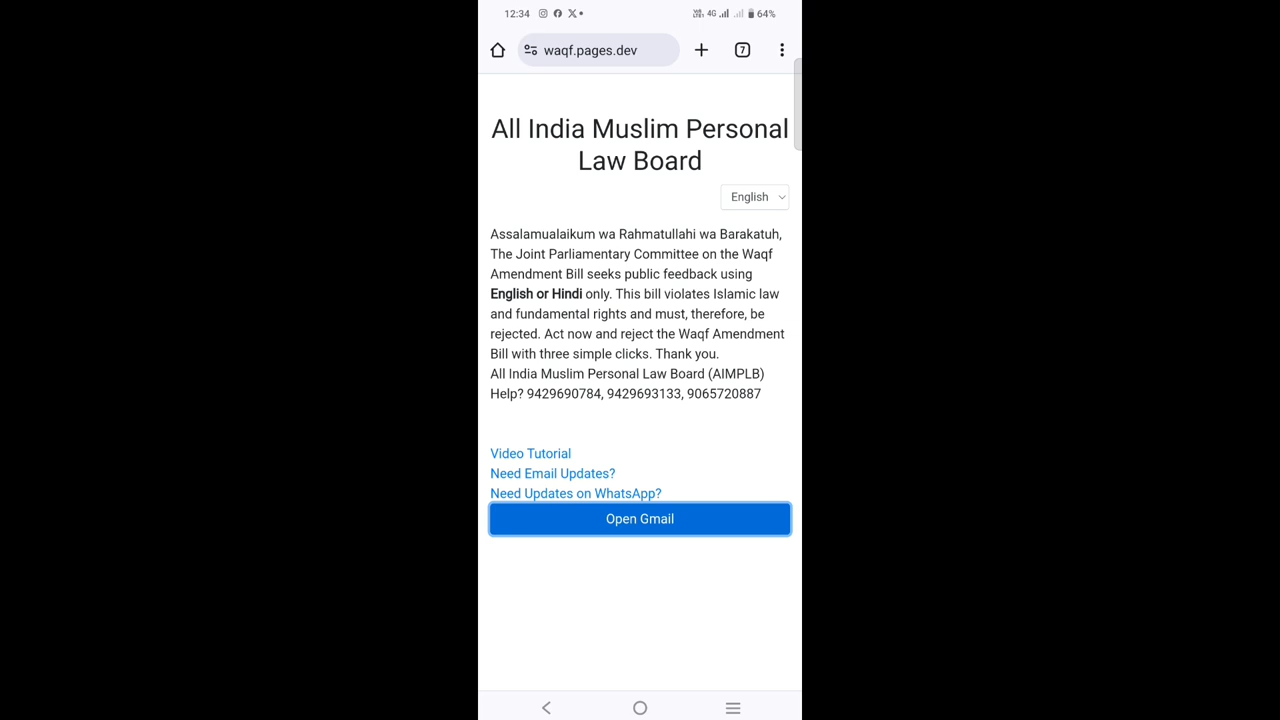 12:34
4G
64%
waqf.pages.dev
7
All India Muslim Personal
Law Board
English
Assalamualaikum wa Rahmatullahi wa Barakatuh,
The Joint Parliamentary Committee on the Waqf
Amendment Bill seeks public feedback using
English or Hindi only. This bill violates Islamic law
and fundamental rights and must, therefore, be
rejected. Act now and reject the Waqf Amendment
Bill with three simple clicks. Thank you.
All India Muslim Personal Law Board (AIMPLB)
Help? 9429690784, 9429693133, 9065720887
Video Tutorial
Need Email Updates?
Need Updates on WhatsApp?
Open Gmail